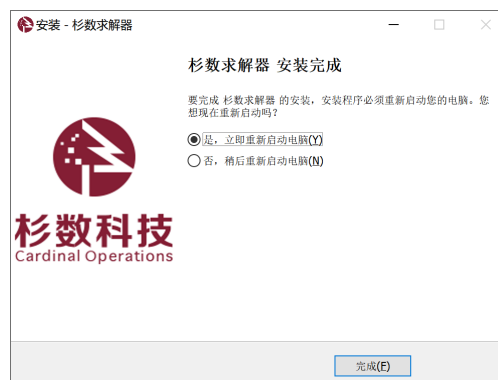 安装 - 杉数求解器
杉数求解器 安装完成
要完成 杉数求解器 的安装，安装程序必须重新启动您的电脑。您
想现在重新启动吗？
是，立即重新启动电脑(Y)
否，稍后重新启动电脑(N)
杉数科技
Cardinal Operations
完成(F)